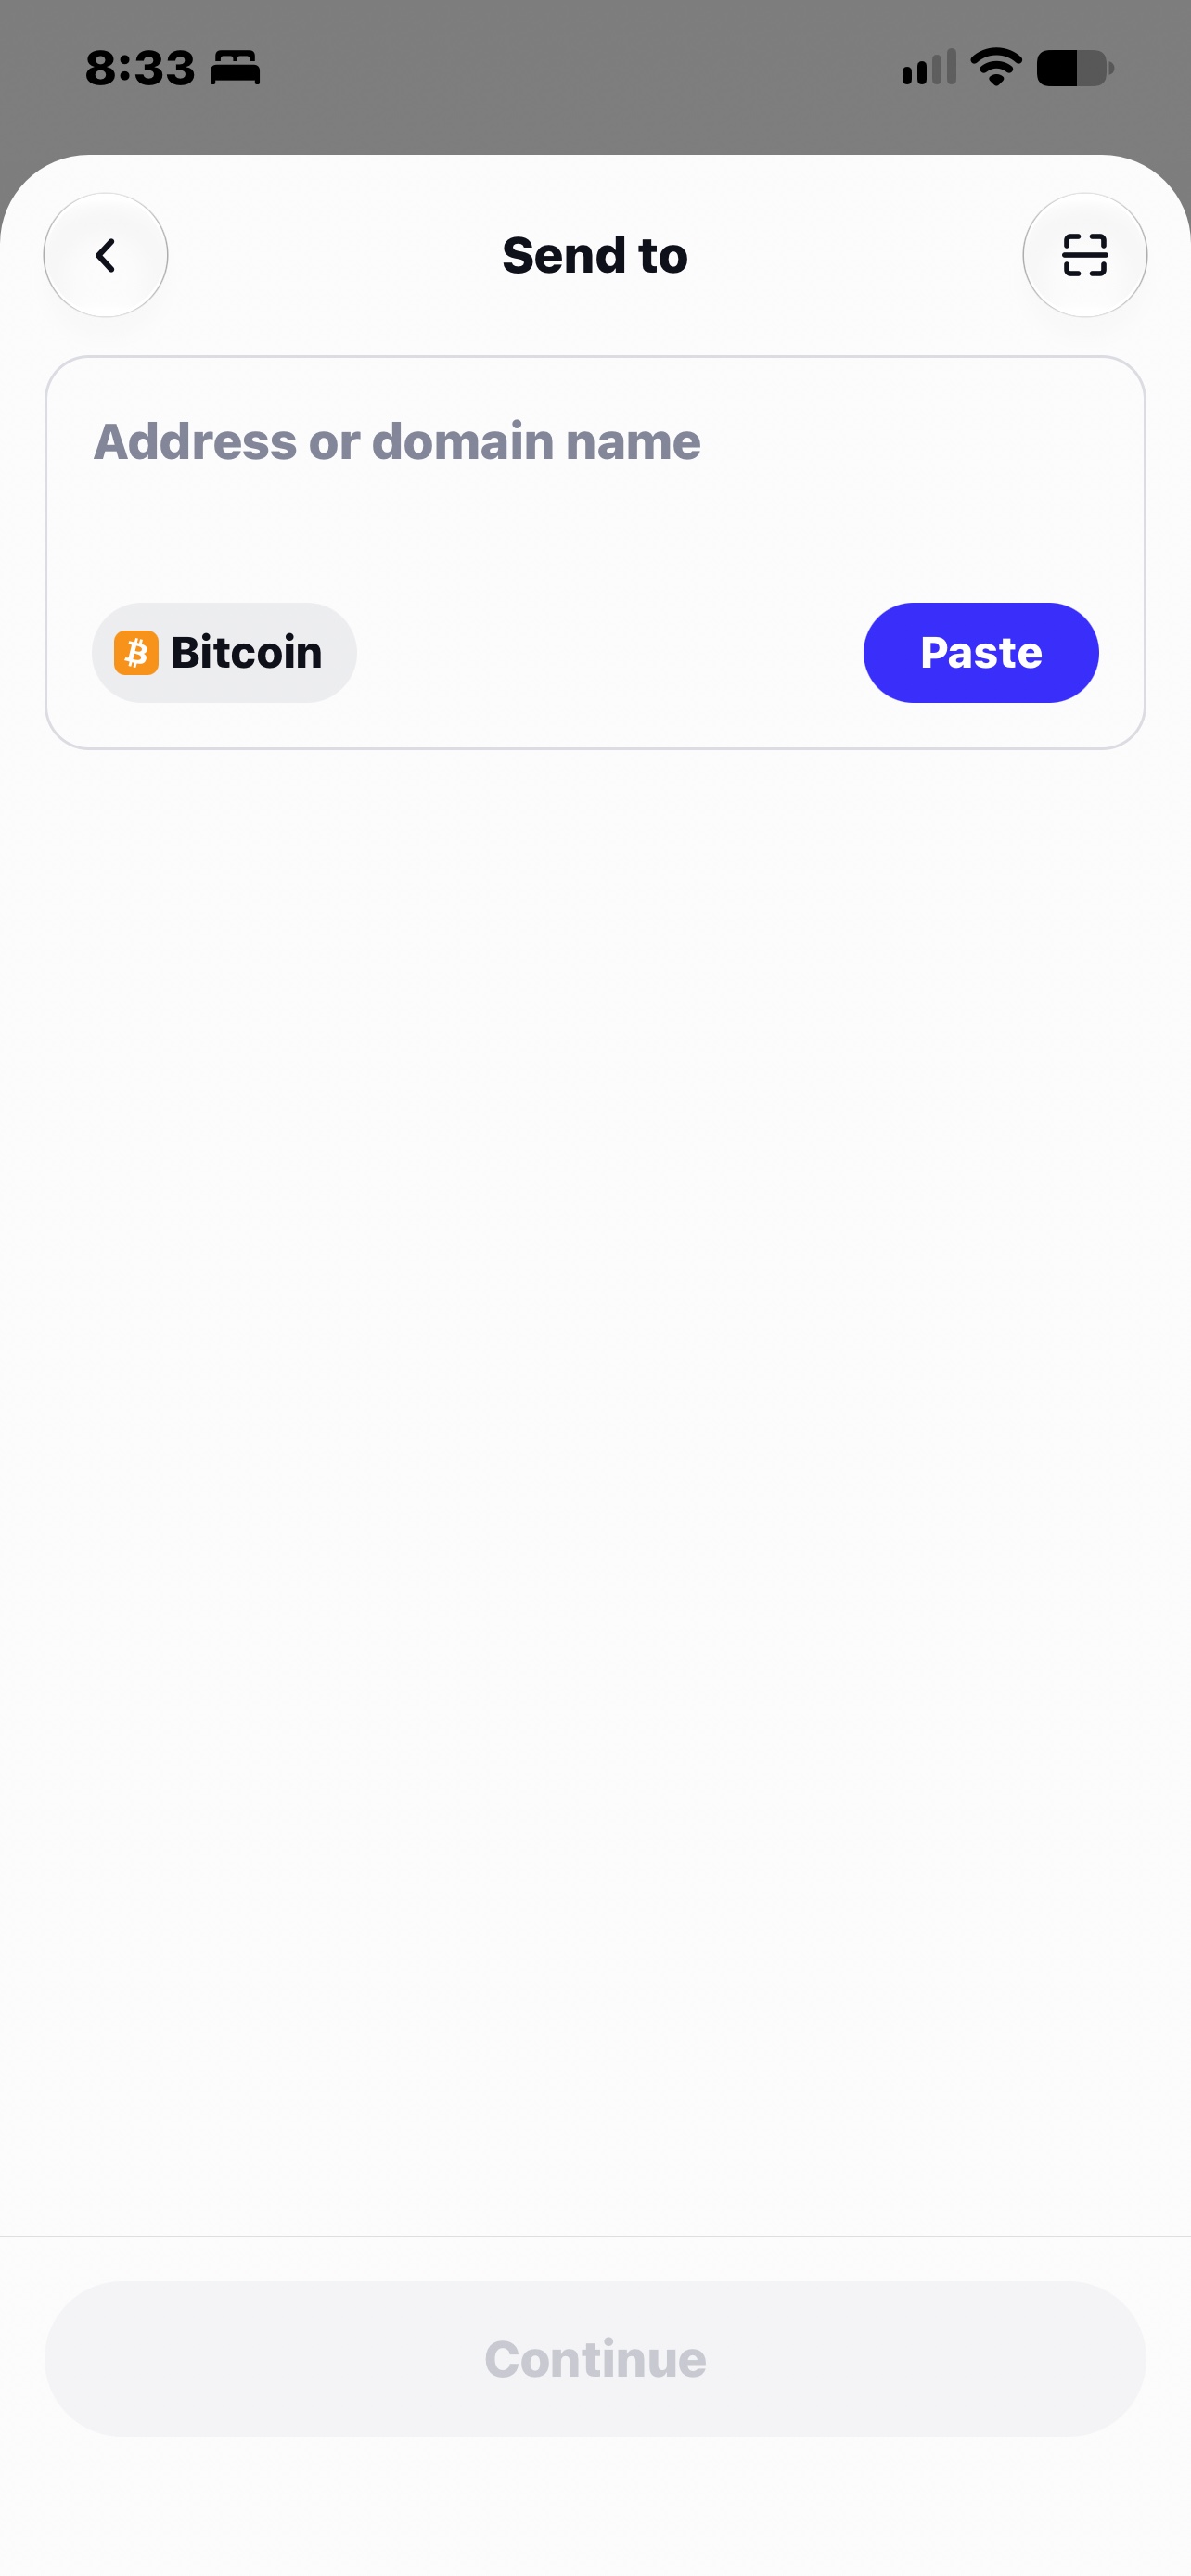 8:33
Send to
Address or domain name
Bitcoin
Paste
Continue